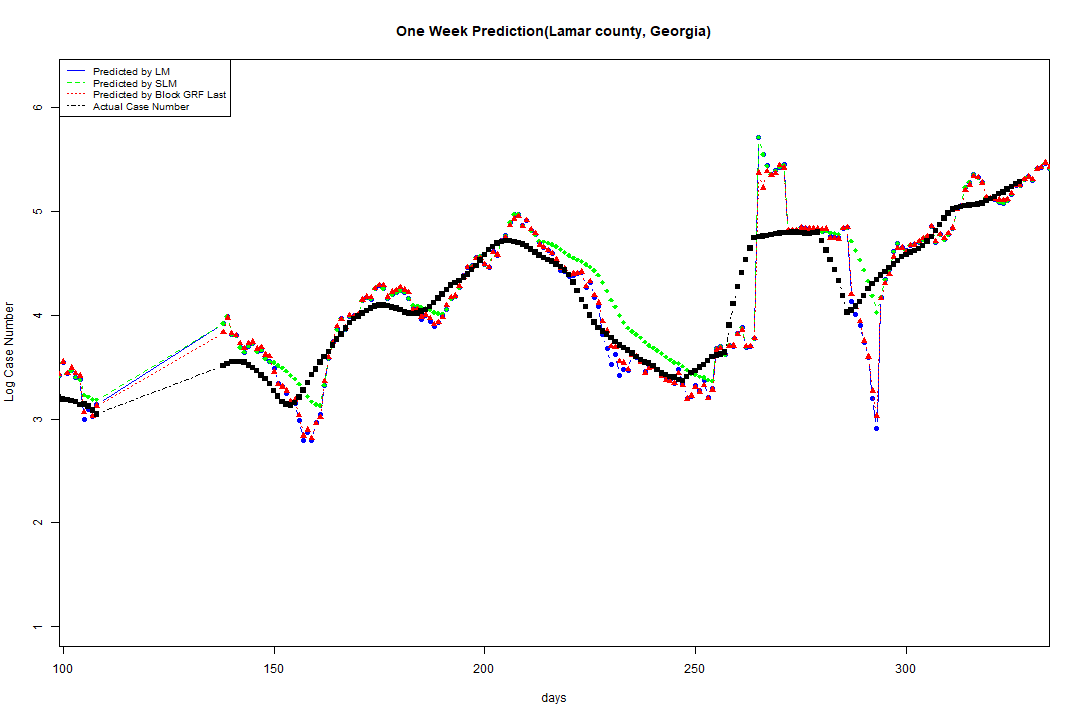 One Week Prediction(Lamar county, Georgia)
Predicted by LM
Predicted by SLM
Predicted by Block GRF Last
Actual Case Number
6
5
4
3
2
1
Log Case Number
100 150 200 250 300
days